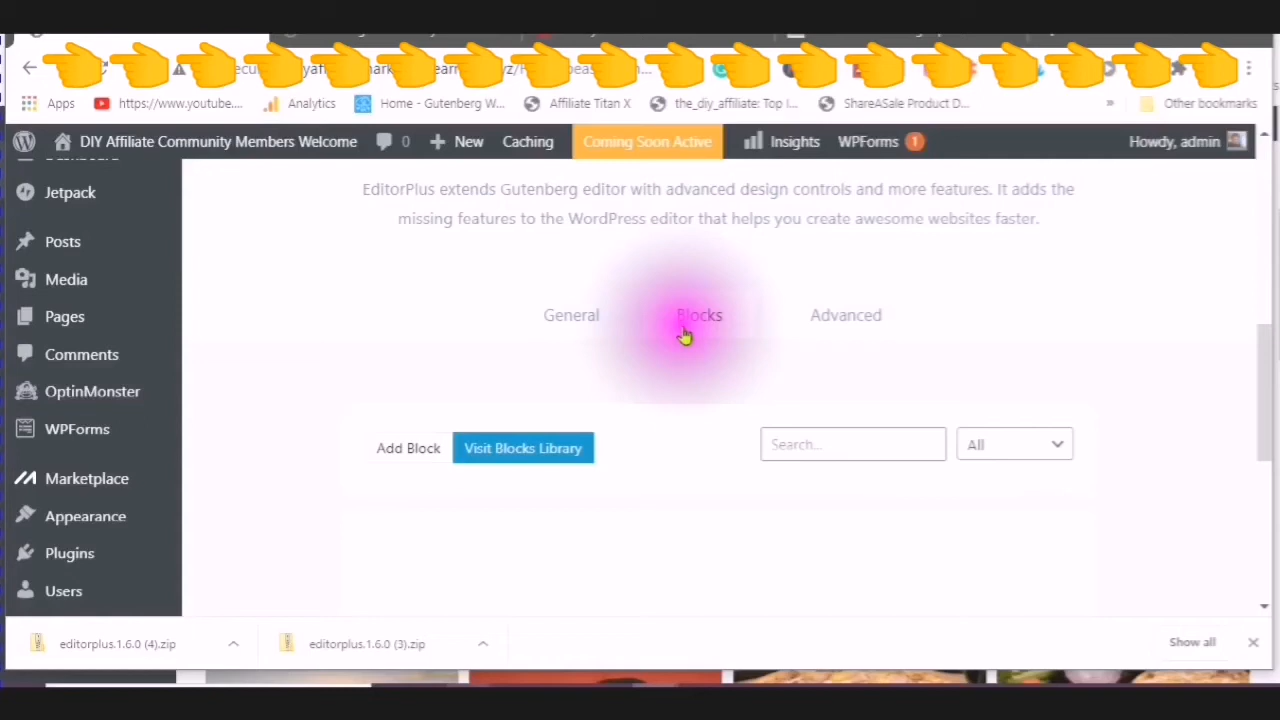 Apps
https://www.youtube....
Analytics
Home - Gutenberg W...
Affiliate Titan X
the_diy_affiliate: Top I...
ShareASale Product D...
»
Other bookmarks
DIY Affiliate Community Members Welcome
0
New
Caching
Coming Soon Active
Insights
WPForms
1
Howdy, admin
Jetpack
Posts
Media
Pages
Comments
OptinMonster
WPForms
Marketplace
Appearance
Plugins
Users
EditorPlus extends Gutenberg editor with advanced design controls and more features. It adds the
missing features to the WordPress editor that helps you create awesome websites faster.
General
Blocks
Advanced
Add Block
Visit Blocks Library
Search...
All
editorplus.1.6.0 (4).zip
editorplus.1.6.0 (3).zip
Show all